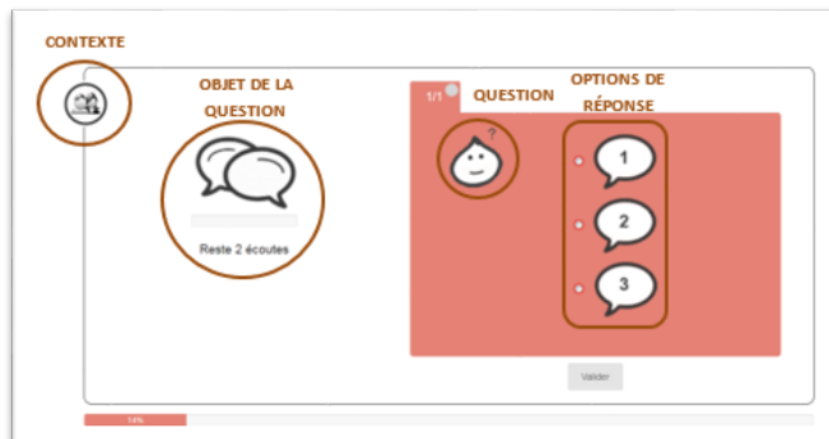 CONTEXTE
OBJET DE LA
QUESTION
Reste 2 écoutes
1/1
QUESTION
?
OPTIONS DE
RÉPONSE
1
2
3
Valider
14%